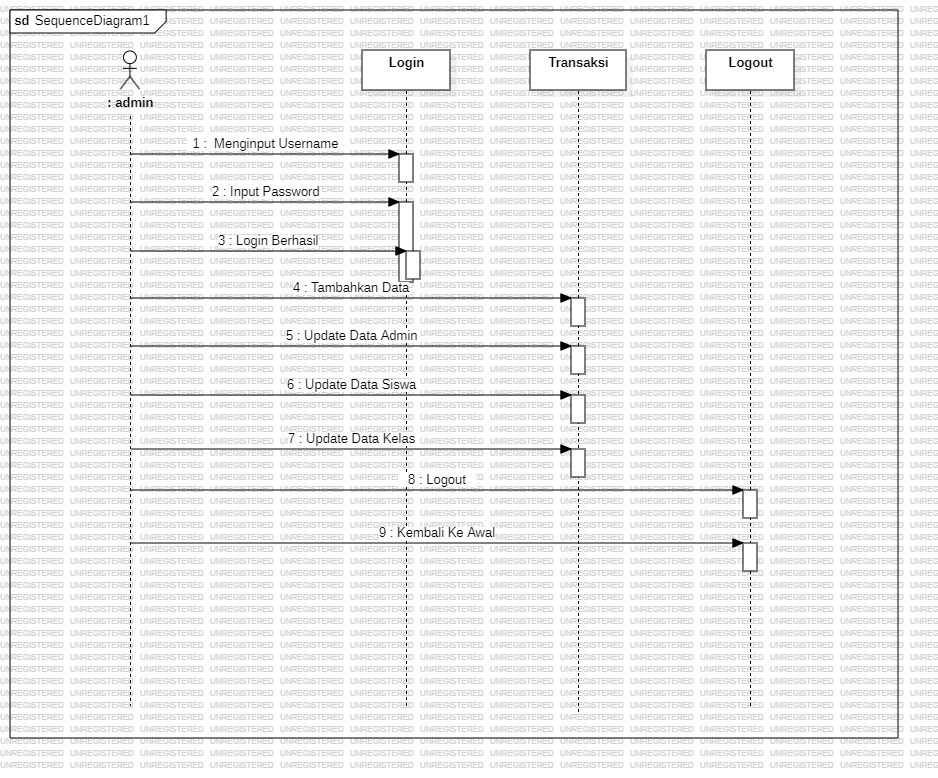 sd SequenceDiagram1
Login
Transaksi
Logout
: admin
1 : Menginput Username
2 : Input Password
3 : Login Berhasil
4 : Tambahkan Data
5 : Update Data Admin
6 : Update Data Siswa
7 : Update Data Kelas
8 : Logout
9 : Kembali Ke Awal
UNREGISTERED